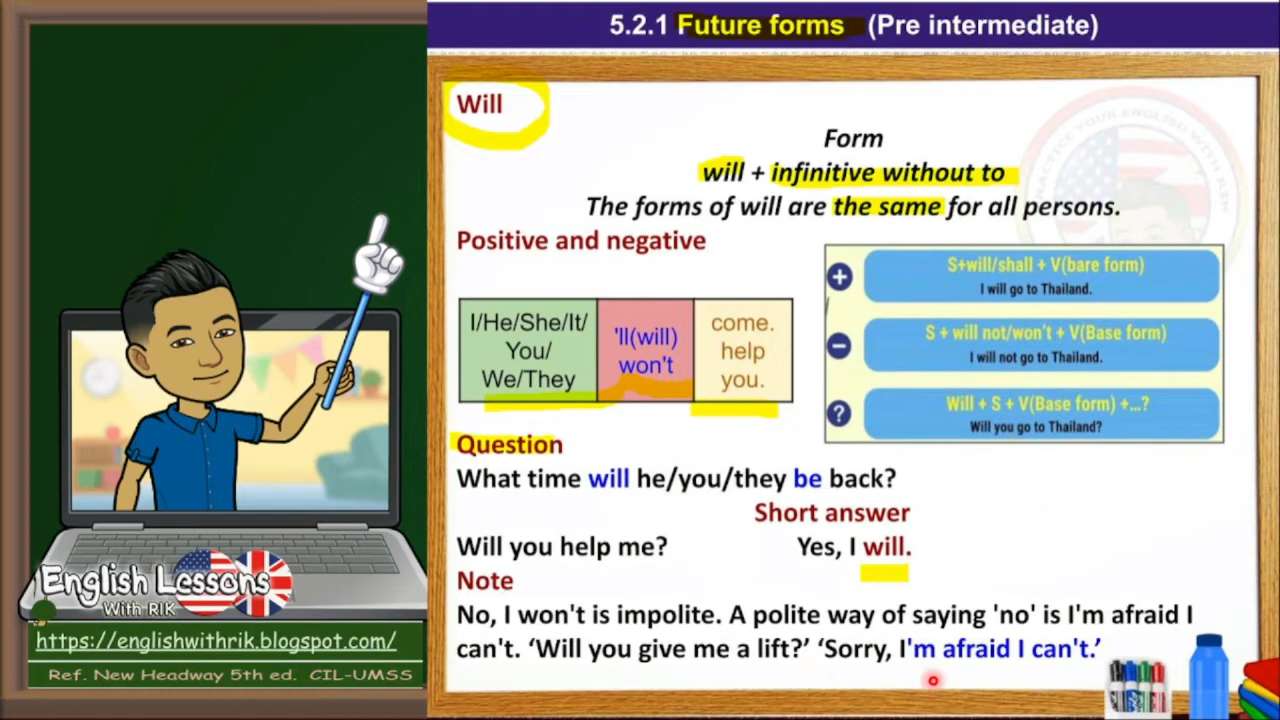 5.2.1 Future forms (Pre intermediate)
Will
Form
will + infinitive without to
The forms of will are the same for all persons.
Positive and negative
I/He/She/It/
You/
We/They
'll(will)
won't
come.
help
you.
+
S+will/shall + V(bare form)
I will go to Thailand.
-
S + will not/won't + V(Base form)
I will not go to Thailand.
?
Will + S + V(Base form) +...?
Will you go to Thailand?
Question
What time will he/you/they be back?
Short answer
Will you help me? Yes, I will.
Note
No, I won't is impolite. A polite way of saying 'no' is I'm afraid I
can't. ‘Will you give me a lift?’ ‘Sorry, I'm afraid I can't.’
English Lessons
With RIK
https://englishwithrik.blogspot.com/
Ref. New Headway 5th ed. CIL-UMSS